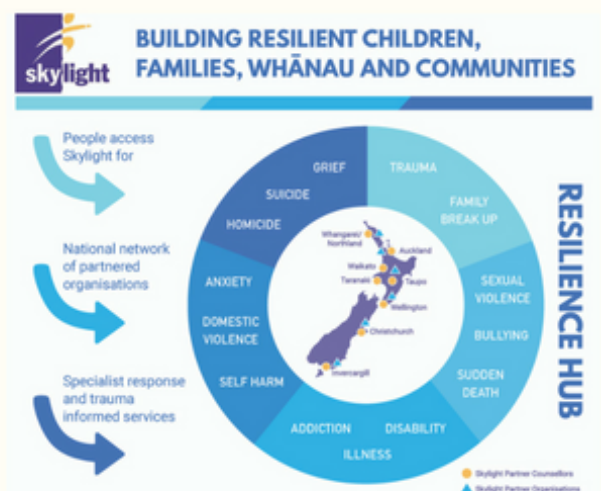 skylight
BUILDING RESILIENT CHILDREN,
FAMILIES, WHĀNAU AND COMMUNITIES
People access
Skylight for
National network
of partnered
organisations
Specialist response
and trauma
informed services
GRIEF
SUICIDE
HOMICIDE
TRAUMA
FAMILY
BREAK UP
ANXIETY
DOMESTIC
VIOLENCE
SELF HARM
SEXUAL
VIOLENCE
BULLYING
SUDDEN
DEATH
ADDICTION
DISABILITY
ILLNESS
Whangarei/
Northland
Auckland
Waikato
Taranaki
Taupo
Wellington
Christchurch
Invercargill
RESILIENCE HUB
Skylight Partner Counsellors
Skylight Partner Organisations